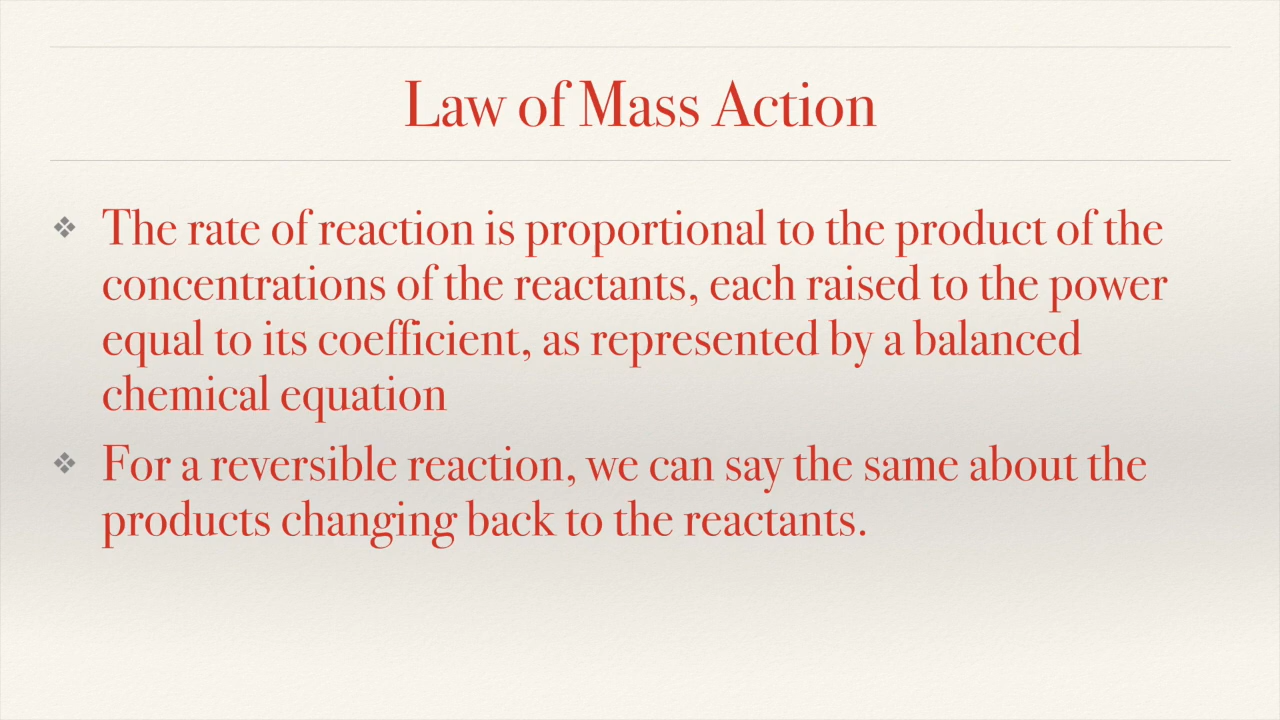 Law of Mass Action
❖ The rate of reaction is proportional to the product of the
concentrations of the reactants, each raised to the power
equal to its coefficient, as represented by a balanced
chemical equation
❖ For a reversible reaction, we can say the same about the
products changing back to the reactants.